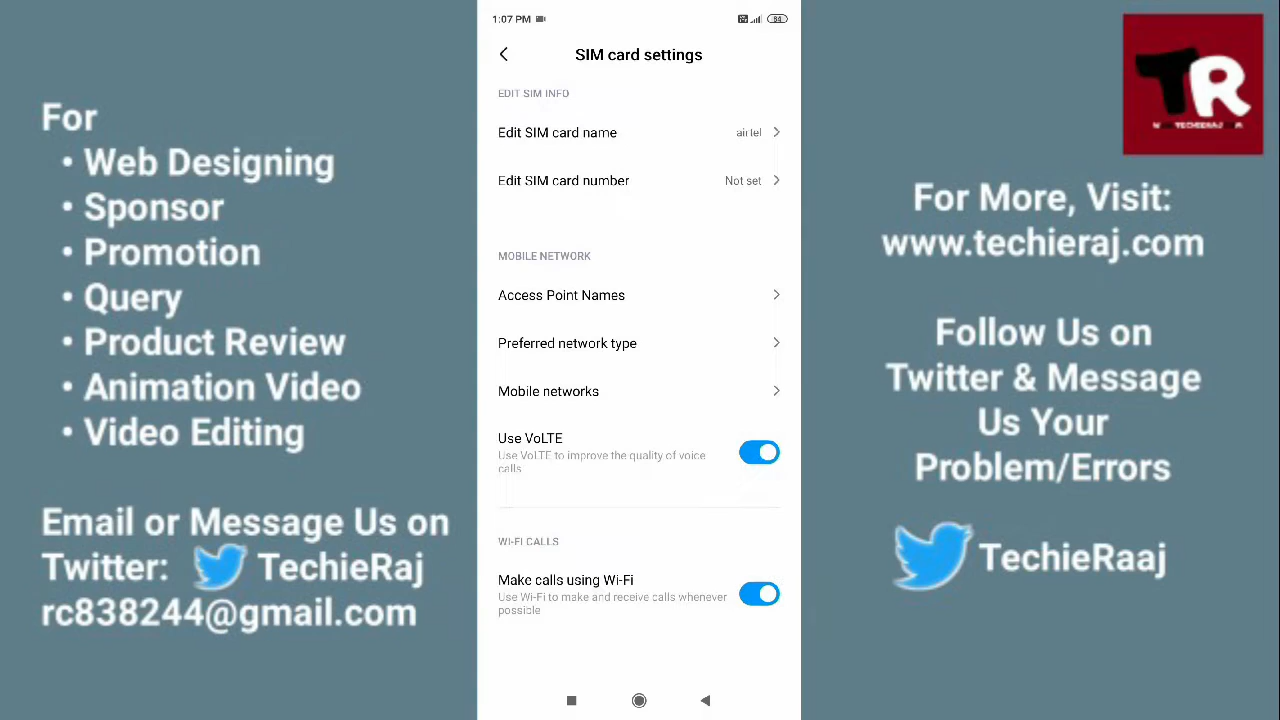 For
• Web Designing
• Sponsor
• Promotion
• Query
• Product Review
• Animation Video
• Video Editing
Email or Message Us on
Twitter: TechieRaj
rc838244@gmail.com
1:07 PM
84
SIM card settings
EDIT SIM INFO
Edit SIM card name airtel
Edit SIM card number Not set
MOBILE NETWORK
Access Point Names
Preferred network type
Mobile networks
Use VoLTE
Use VoLTE to improve the quality of voice
calls
WI-FI CALLS
Make calls using Wi-Fi
Use Wi-Fi to make and receive calls whenever
possible
TR
For More, Visit:
www.techieraj.com
Follow Us on
Twitter & Message
Us Your
Problem/Errors
TechieRaaj